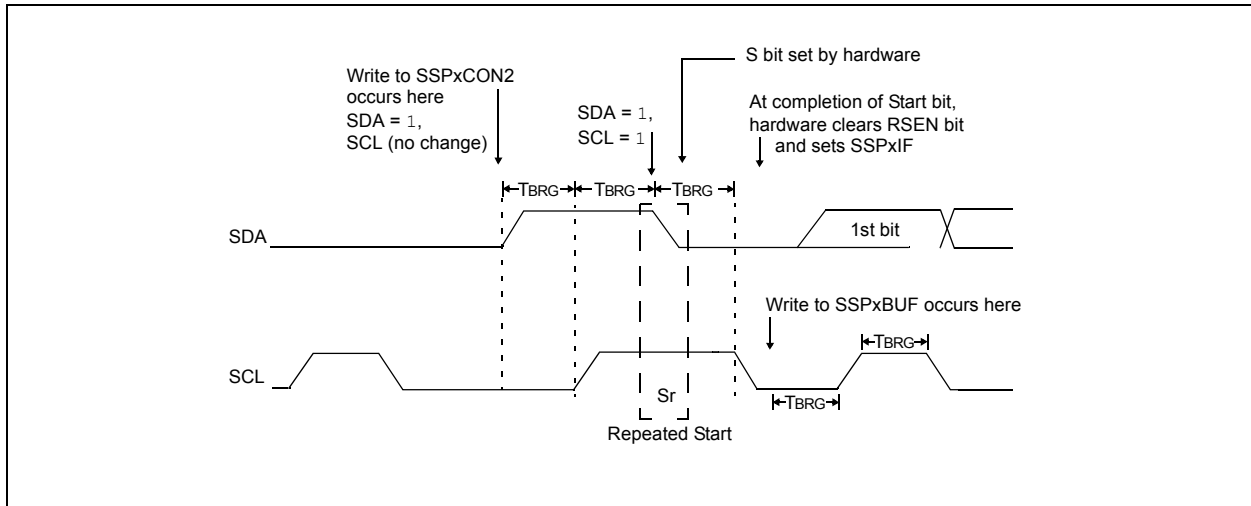 S bit set by hardware
Write to SSPxCON2
occurs here
SDA = 1,
SCL (no change)
SDA = 1,
SCL = 1
At completion of Start bit,
hardware clears RSEN bit
and sets SSPxIF
TBRG
TBRG
TBRG
SDA
1st bit
Write to SSPxBUF occurs here
TBRG
SCL
Sr
TBRG
Repeated Start